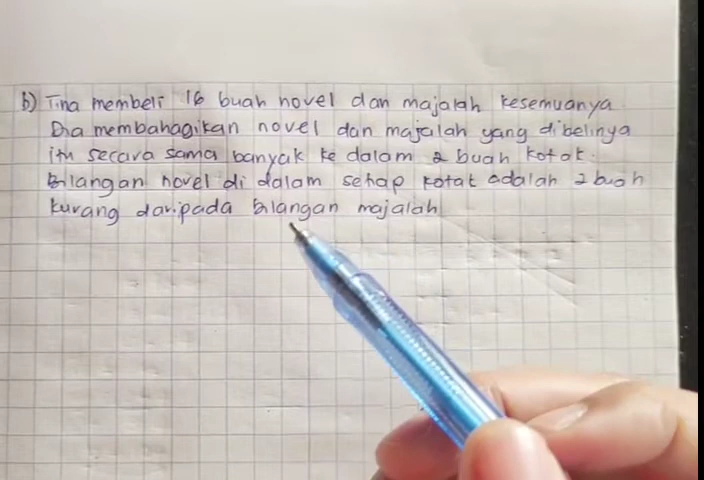 b) Tina membeli 16 buah novel dan majalah kesemuanya.
Dia membahagikan novel dan majalah yang dibelinya
itu secara sama banyak ke dalam 2 buah kotak.
Bilangan novel di dalam setiap kotak adalah 2 buah
kurang daripada bilangan majalah